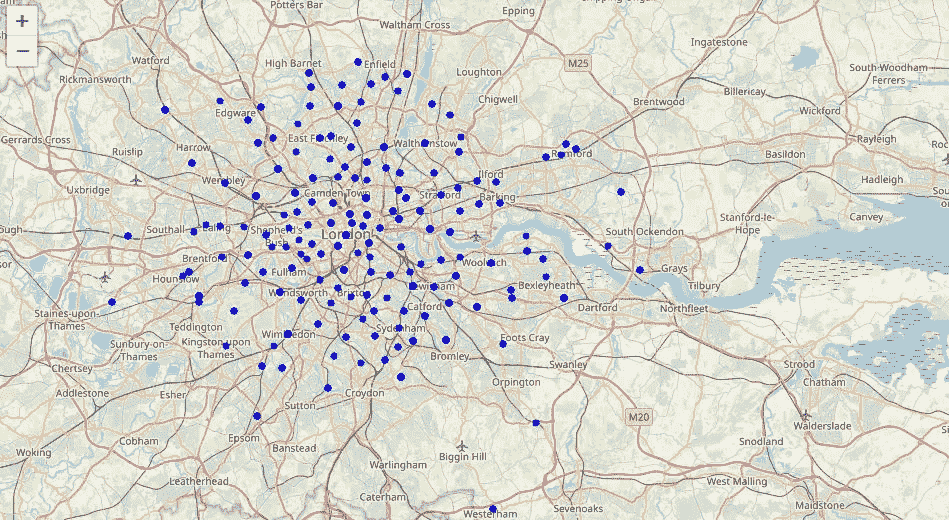 +
−
Potters Bar
Epping
Waltham Cross
Watford
High Barnet
Enfield
Ingatestone
M25
South Woodham
Ferrers
Rickmansworth
Loughton
Billericay
Chigwell
Brentwood
Wickford
Edgware
Gerrards Cross
East Finchley
Walthamstow
Rayleigh
Ruislip
Harrow
Romford
Basildon
Wembley
Ilford
Hadleigh
Uxbridge
Camden Town
Stratford
Barking
Canvey
Stanford-le-
Hope
Southall
Ealing
Shepherd's
Bush
London
South Ockendon
Brentford
Woolwich
Grays
Hounslow
Fulham
Tilbury
Bexleyheath
Wandsworth
Brixton
Lewisham
Staines-upon-
Thames
Catford
Dartford
Northfleet
Teddington
Sydenham
Wimbledon
Kingston upon
Thames
Sunbury-on-
Thames
Foots Cray
Bromley
Swanley
Strood
Chertsey
Orpington
Chatham
Addlestone
Esher
Croydon
Sutton
M20
Walderslade
Epsom
Cobham
Banstead
Snodland
Woking
Biggin Hill
Warlingham
Leatherhead
West Malling
Caterham
Westerham
Sevenoaks
Maidstone